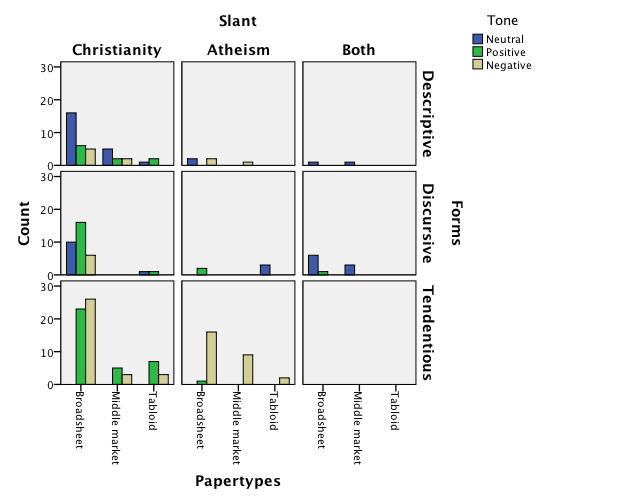 Slant
Tone
Neutral
Positive
Negative
Christianity
Atheism
Both
30
20
10
0
Descriptive
30
20
10
0
Discursive
30
20
10
0
Tendentious
Count
Forms
Broadsheet
Middle market
Tabloid
Broadsheet
Middle market
Tabloid
Broadsheet
Middle market
Tabloid
Papertypes